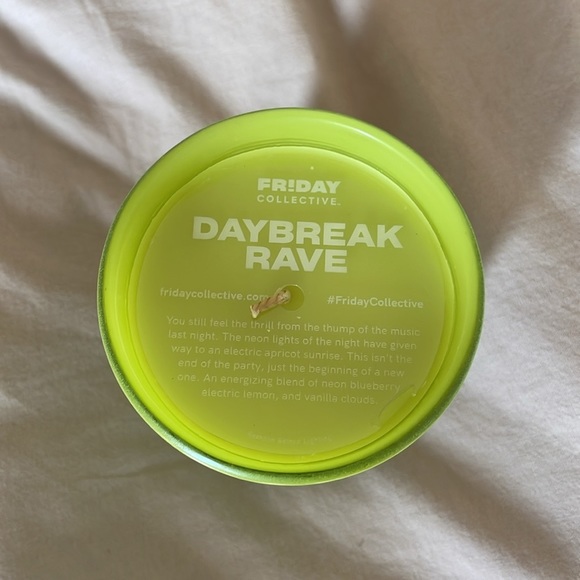 FR!DAY
COLLECTIVE.
DAYBREAK
RAVE
fridaycollective.com
#FridayCollective
You still feel the thrill from the thump of the music
last night. The neon lights of the night have given
way to an electric apricot sunrise. This isn't the
end of the party, just the beginning of a new
one. An energizing blend of neon blueberry,
electric lemon, and vanilla clouds.